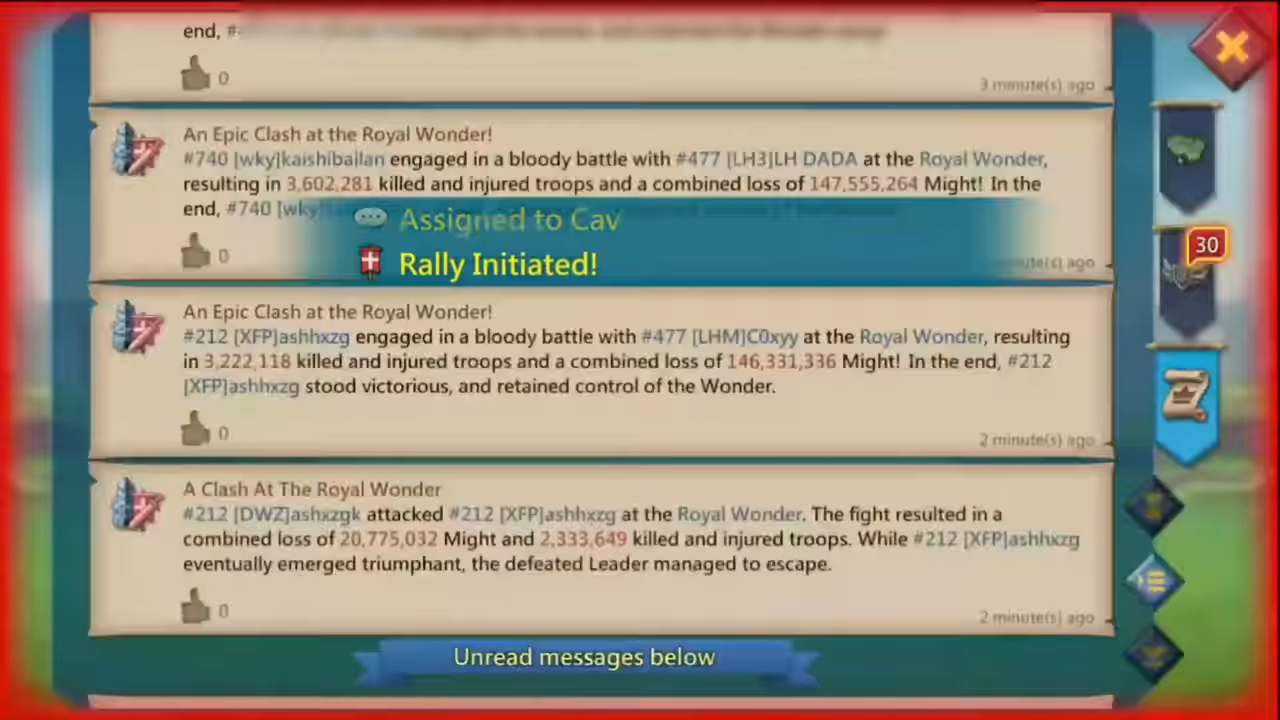 end, #
0
3 minute(s) ago
An Epic Clash at the Royal Wonder!
#740 [wky]kaishibailan engaged in a bloody battle with #477 [LH3]LH DADA at the Royal Wonder,
resulting in 3,602,281 killed and injured troops and a combined loss of 147,555,264 Might! In the
end, #740 [wky]
Assigned to Cav
0
minute(s) ago
Rally Initiated!
30
An Epic Clash at the Royal Wonder!
#212 [XFP]ashhxzg engaged in a bloody battle with #477 [LHM]C0xyy at the Royal Wonder, resulting
in 3,222,118 killed and injured troops and a combined loss of 146,331,336 Might! In the end, #212
[XFP]ashhxzg stood victorious, and retained control of the Wonder.
0
2 minute(s) ago
A Clash At The Royal Wonder
#212 [DWZ]ashxzgk attacked #212 [XFP]ashhxzg at the Royal Wonder. The fight resulted in a
combined loss of 20,775,032 Might and 2,333,649 killed and injured troops. While #212 [XFP]ashhxzg
eventually emerged triumphant, the defeated Leader managed to escape.
0
2 minute(s) ago
Unread messages below